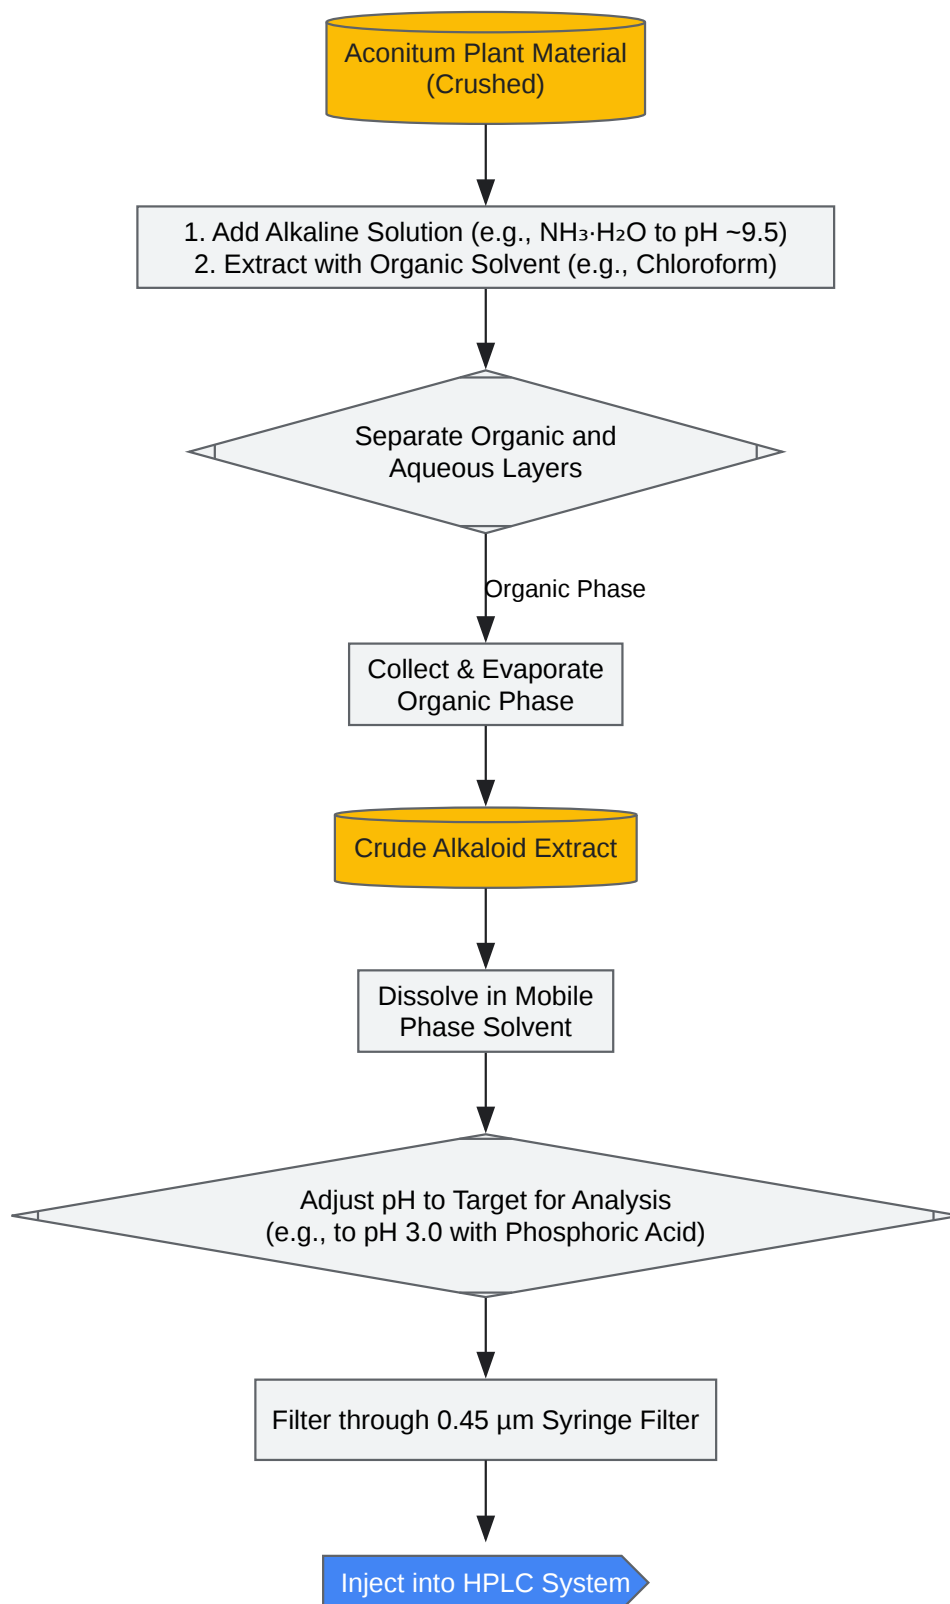 Aconitum Plant Material
(Crushed)
1. Add Alkaline Solution (e.g., NH₃·H₂O to pH ~9.5)
2. Extract with Organic Solvent (e.g., Chloroform)
Separate Organic and
Aqueous Layers
Organic Phase
Collect & Evaporate
Organic Phase
Crude Alkaloid Extract
Dissolve in Mobile
Phase Solvent
Adjust pH to Target for Analysis
(e.g., to pH 3.0 with Phosphoric Acid)
Filter through 0.45 µm Syringe Filter
Inject into HPLC System